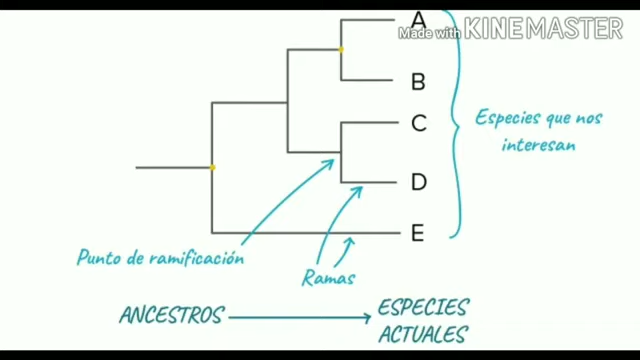 A
Made with KINEMASTER
B
Especies que nos
interesan
C
D
E
Punto de ramificación
Ramas
ANCESTROS
ESPECIES
ACTUALES